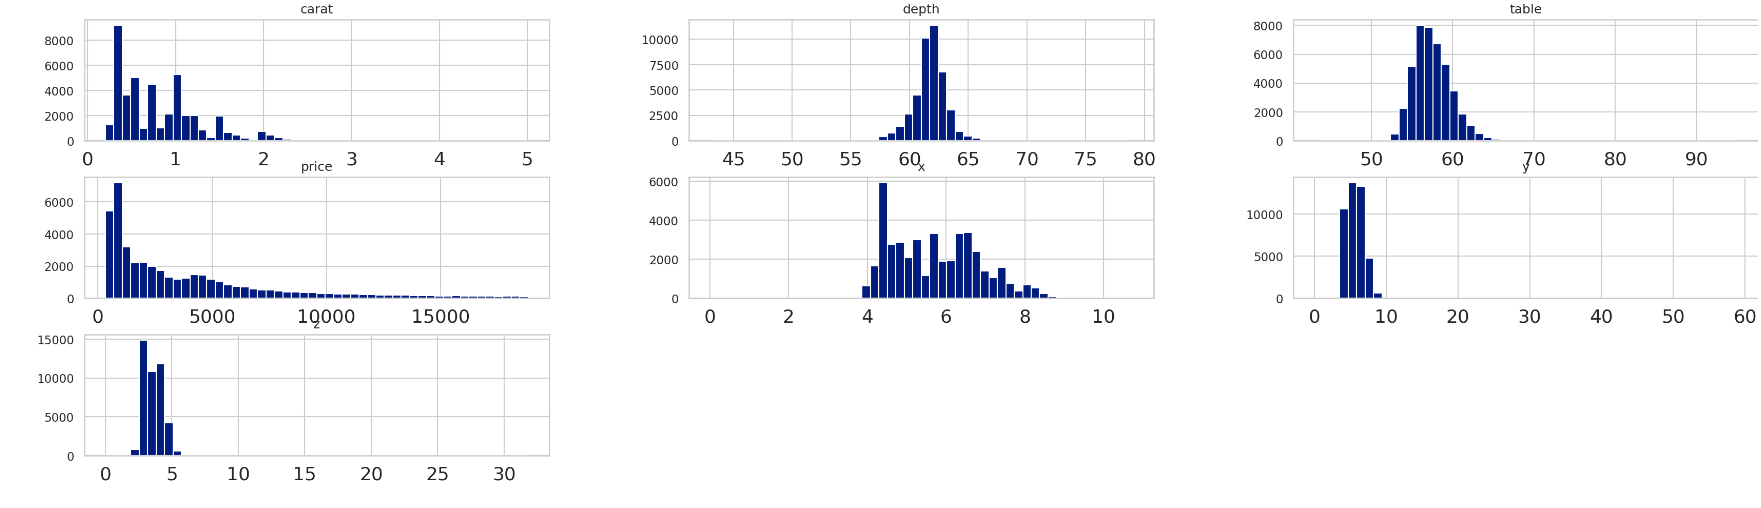 carat
8000
6000
4000
2000
0
0 1 2 3 4 5
depth
10000
7500
5000
2500
0
45 50 55 60 65 70 75 80
table
8000
6000
4000
2000
0
50 60 70 80 90
price
6000
4000
2000
0
0 5000 10000 15000
x
6000
4000
2000
0
0 2 4 6 8 10
y
10000
5000
0
0 10 20 30 40 50 60
z
15000
10000
5000
0
0 5 10 15 20 25 30